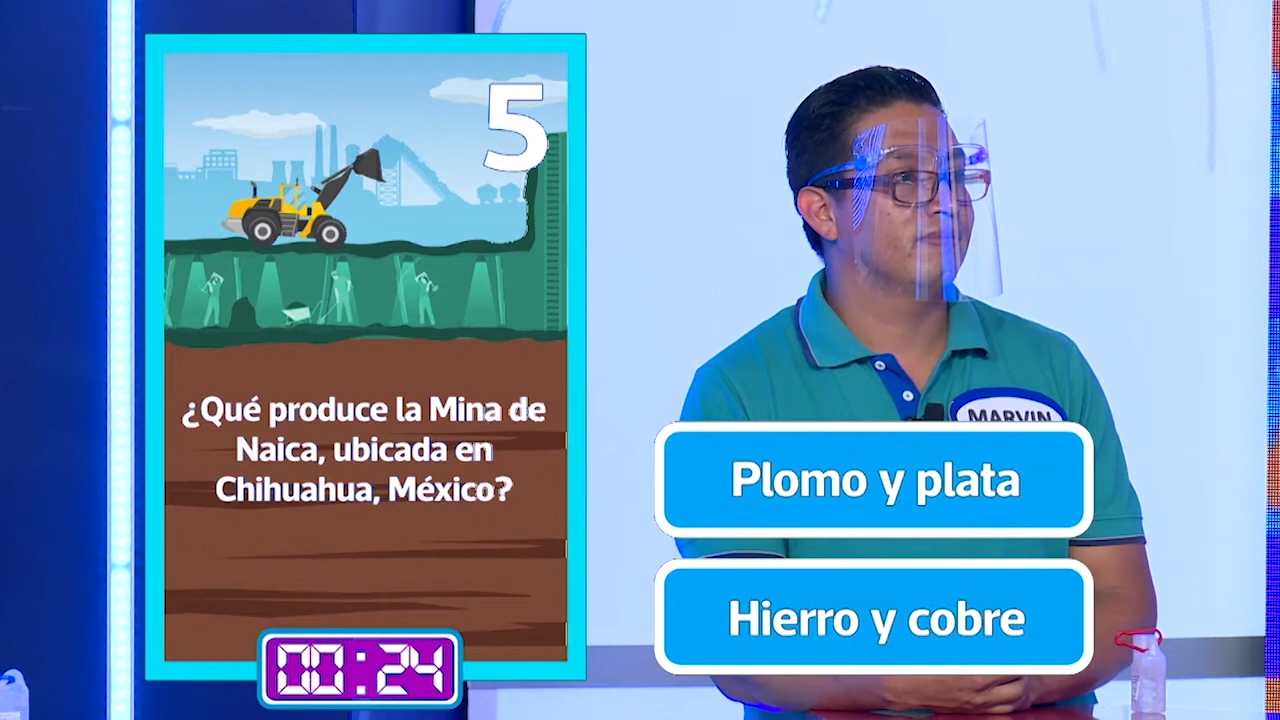 5
¿Qué produce la Mina de
Naica, ubicada en
Chihuahua, México?
00:24
MARVIN
Plomo y plata
Hierro y cobre